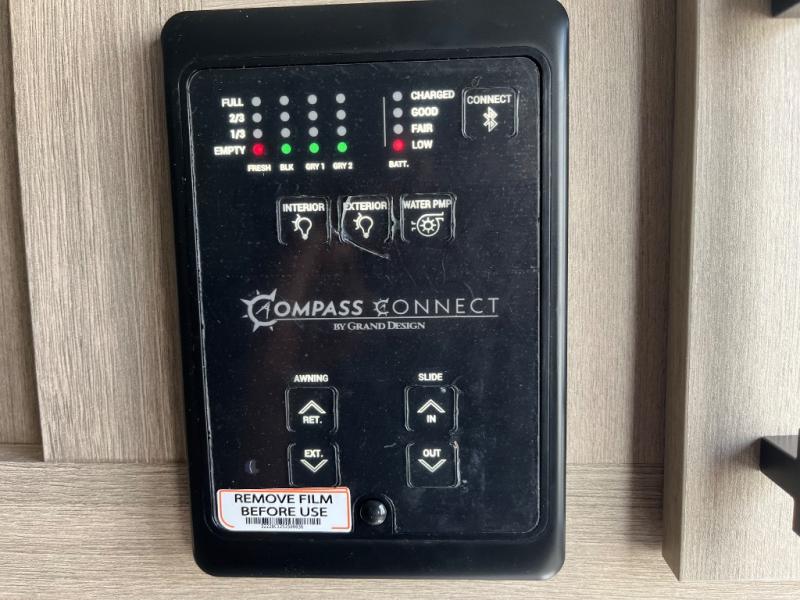 FULL
2/3
1/3
EMPTY
FRESH BLK GRY 1 GRY 2
CHARGED
GOOD
FAIR
LOW
BATT.
CONNECT
INTERIOR EXTERIOR WATER PMP
COMPASS CONNECT
BY GRAND DESIGN
AWNING SLIDE
RET. IN
EXT. OUT
REMOVE FILM
BEFORE USE